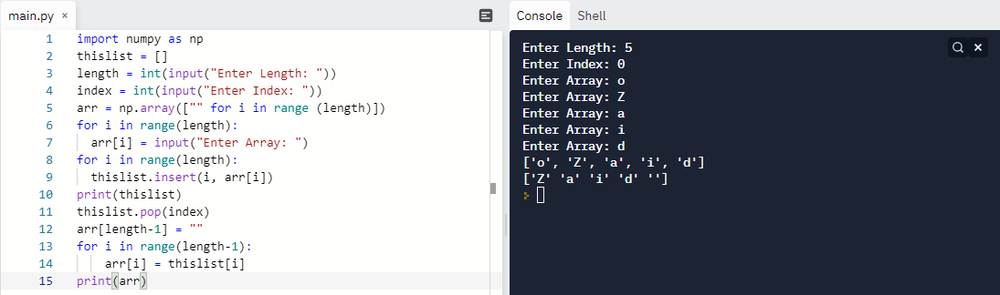 main.py ×
1 import numpy as np
2 thislist = []
3 length = int(input("Enter Length: "))
4 index = int(input("Enter Index: "))
5 arr = np.array(["" for i in range (length)])
6 for i in range(length):
7 arr[i] = input("Enter Array: ")
8 for i in range(length):
9 thislist.insert(i, arr[i])
10 print(thislist)
11 thislist.pop(index)
12 arr[length-1] = ""
13 for i in range(length-1):
14 arr[i] = thislist[i]
15 print(arr)
Console Shell
Enter Length: 5
Enter Index: 0
Enter Array: o
Enter Array: Z
Enter Array: a
Enter Array: i
Enter Array: d
['o', 'Z', 'a', 'i', 'd']
['Z' 'a' 'i' 'd' '']